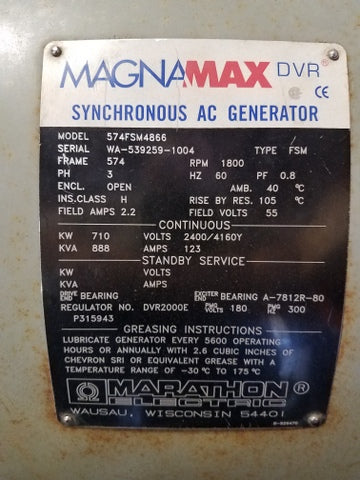 MAGNAMAX DVR®
CE
SYNCHRONOUS AC GENERATOR
MODEL 574FSM4866
SERIAL WA-539259-1004 TYPE FSM
FRAME 574 RPM 1800
PH 3 HZ 60 PF 0.8
ENCL. OPEN AMB. 40 °C
INS.CLASS H RISE BY RES. 105 °C
FIELD AMPS 2.2 FIELD VOLTS 55
CONTINUOUS
KW 710 VOLTS 2400/4160Y
KVA 888 AMPS 123
STANDBY SERVICE
KW VOLTS
KVA AMPS
DRIVE END BEARING EXCITER END BEARING A-7812R-80
REGULATOR NO. DVR2000E PMG VOLTS 180 PMG HZ 300
P315943
GREASING INSTRUCTIONS
LUBRICATE GENERATOR EVERY 5600 OPERATING
HOURS OR ANNUALLY WITH 2.6 CUBIC INCHES OF
CHEVRON SRI OR EQUIVALENT GREASE WITH A
TEMPERATURE RANGE OF -30°C TO 175°C
MARATHON®
ELECTRIC
WAUSAU, WISCONSIN 54401